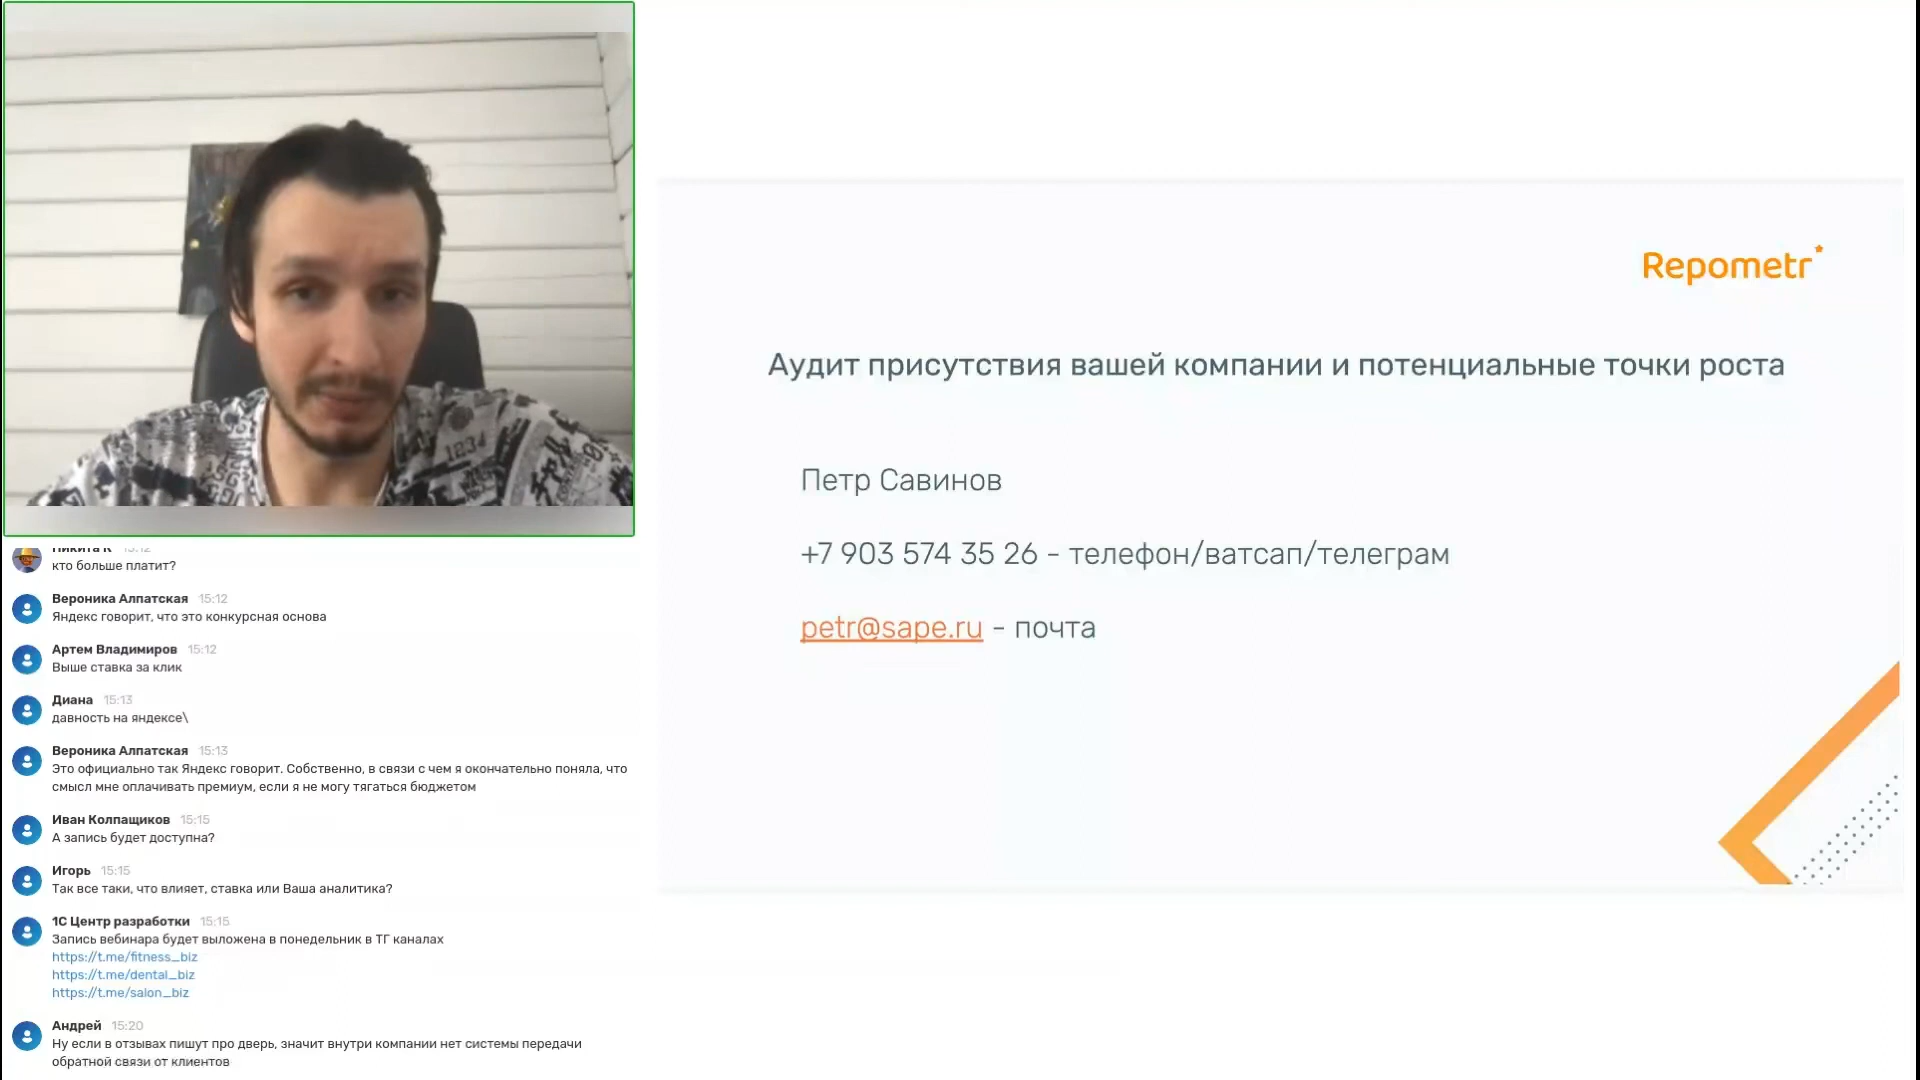 Repometr
Аудит присутствия вашей компании и потенциальные точки роста
Петр Савинов
+7 903 574 35 26 - телефон/ватсап/телеграм
petr@sape.ru - почта
1234
Никита К 15:12
кто больше платит?
Вероника Алпатская 15:12
Яндекс говорит, что это конкурсная основа
Артем Владимиров 15:12
Выше ставка за клик
Диана 15:13
давность на яндексе\
Вероника Алпатская 15:13
Это официально так Яндекс говорит. Собственно, в связи с чем я окончательно поняла, что
смысл мне оплачивать премиум, если я не могу тягаться бюджетом
Иван Колпащиков 15:15
А запись будет доступна?
Игорь 15:15
Так все таки, что влияет, ставка или Ваша аналитика?
1С Центр разработки 15:15
Запись вебинара будет выложена в понедельник в ТГ каналах
https://t.me/fitness_biz
https://t.me/dental_biz
https://t.me/salon_biz
Андрей 15:20
Ну если в отзывах пишут про дверь, значит внутри компании нет системы передачи
обратной связи от клиентов